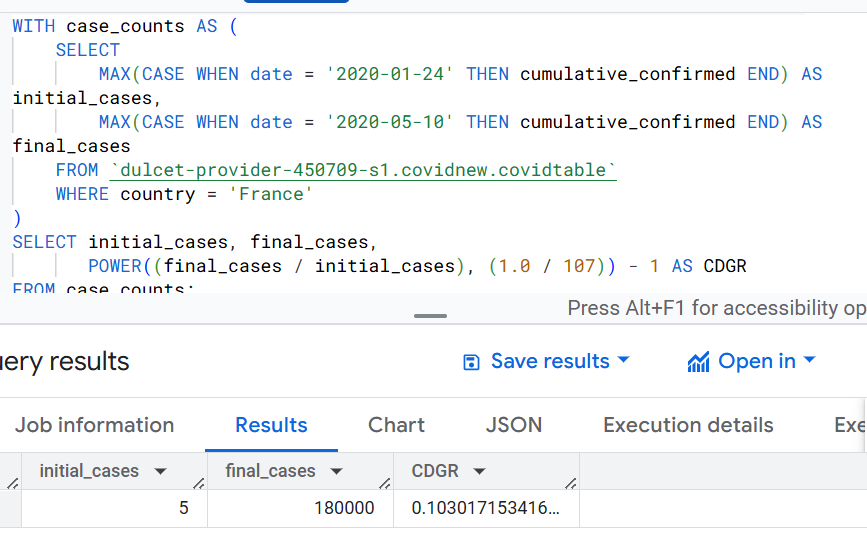 WITH case_counts AS (
SELECT
MAX(CASE WHEN date = '2020-01-24' THEN cumulative_confirmed END) AS
initial_cases,
MAX(CASE WHEN date = '2020-05-10' THEN cumulative_confirmed END) AS
final_cases
FROM `dulcet-provider-450709-s1.covidnew.covidtable`
WHERE country = 'France'
)
SELECT initial_cases, final_cases,
POWER((final_cases / initial_cases), (1.0 / 107)) - 1 AS CDGR
FROM case_counts;
Press Alt+F1 for accessibility op
uery results
Save results
Open in
Job information Results Chart JSON Execution details Exe
initial_cases final_cases CDGR
5 180000 0.103017153416...